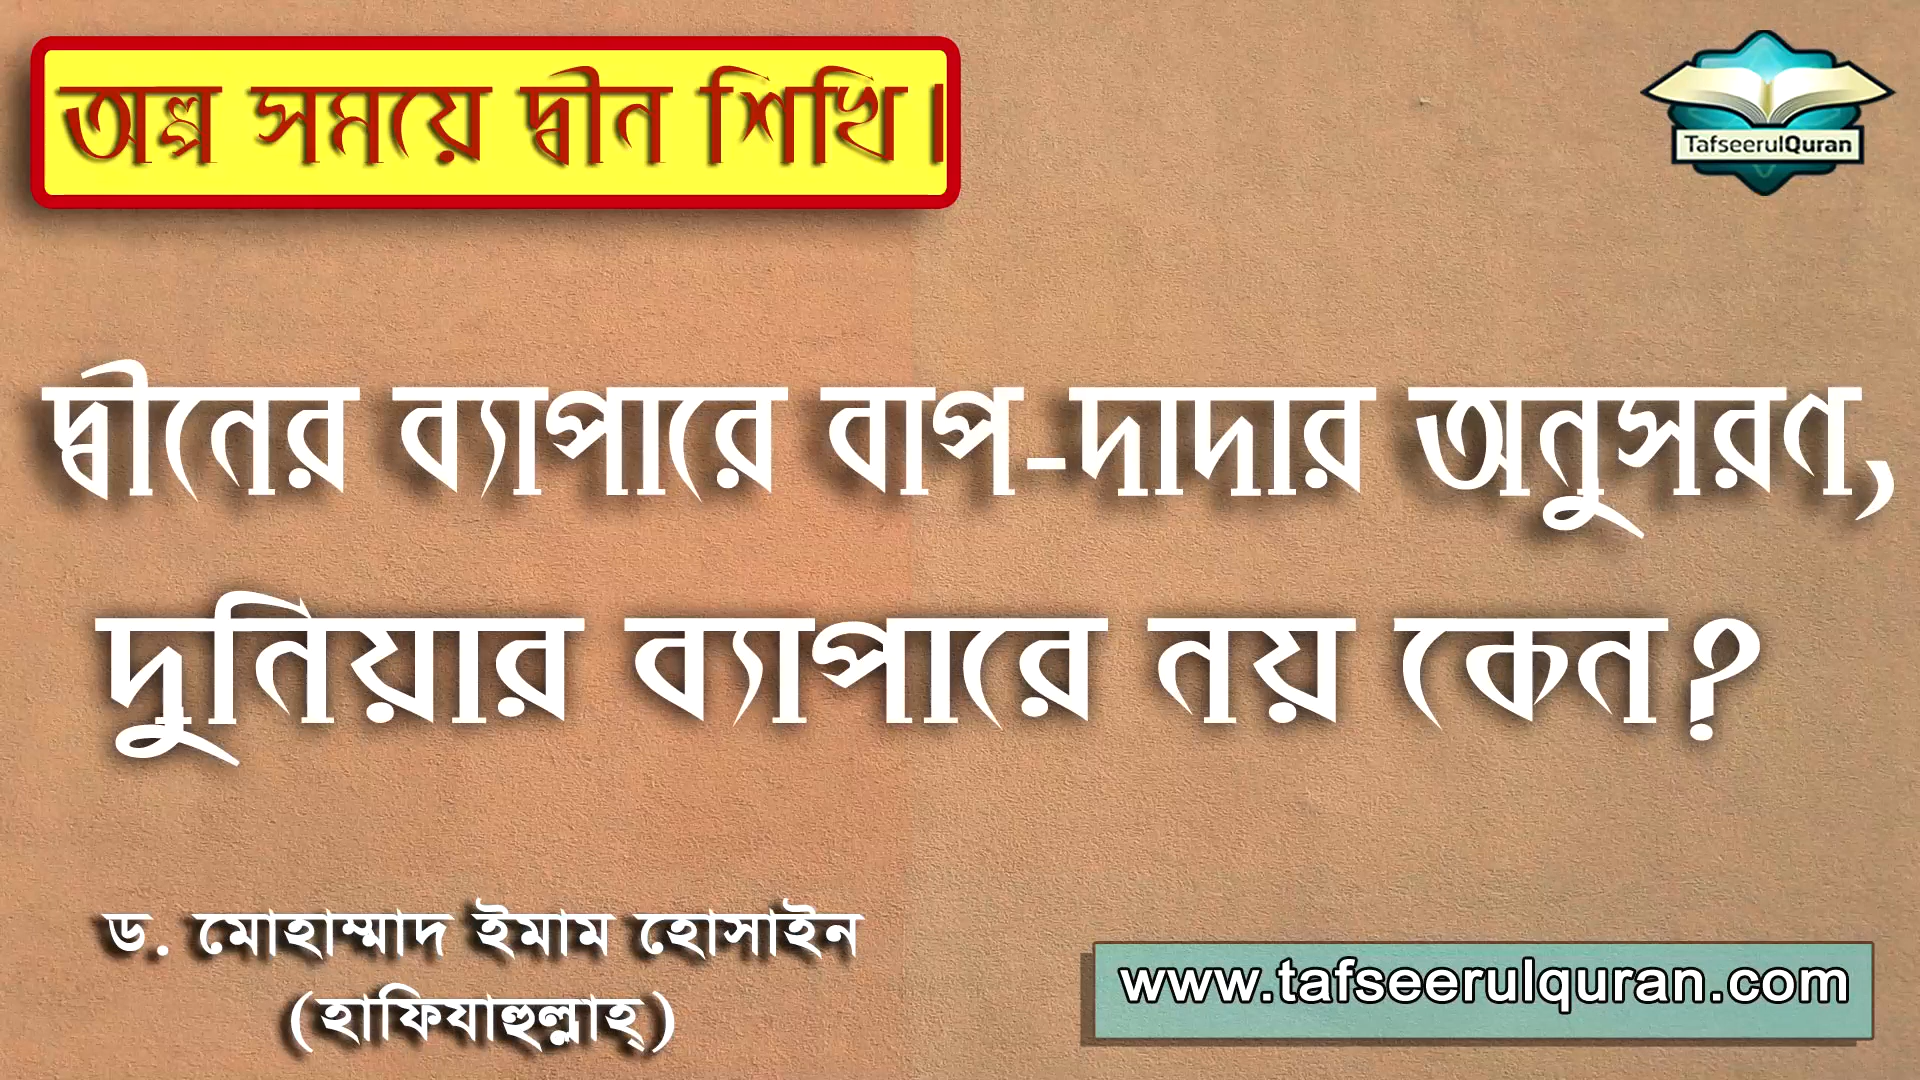 অল্প সময়ে দ্বীন শিখি।
TafseerulQuran
দ্বীনের ব্যাপারে বাপ-দাদার অনুসরণ,
দুনিয়ার ব্যাপারে নয় কেন?
ড. মোহাম্মাদ ইমাম হোসাইন
(হাফিযাহুল্লাহ্)
www.tafseerulquran.com